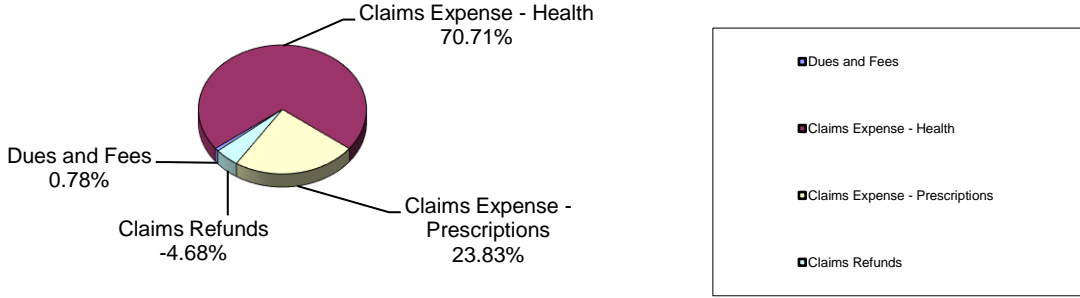 Claims Expense - Health
70.71%
Dues and Fees
0.78%
Claims Refunds
-4.68%
Claims Expense -
Prescriptions
23.83%
Dues and Fees
Claims Expense - Health
Claims Expense - Prescriptions
Claims Refunds